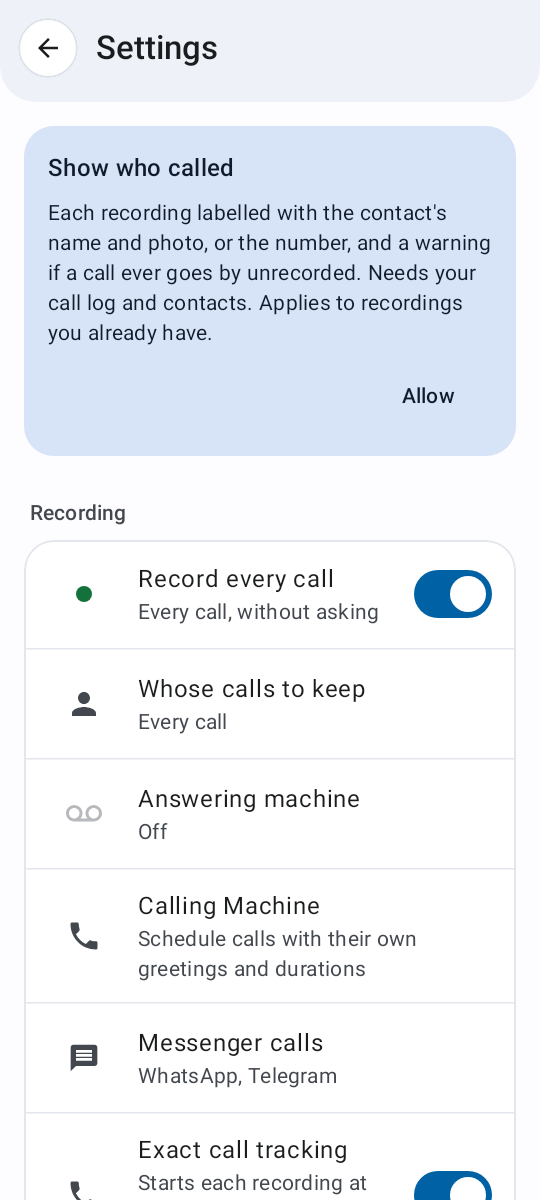 Settings
Show who called
Each recording labelled with the contact's
name and photo, or the number, and a warning
if a call ever goes by unrecorded. Needs your
call log and contacts. Applies to recordings
you already have.
Allow
Recording
Record every call
Every call, without asking
Whose calls to keep
Every call
Answering machine
Off
Calling Machine
Schedule calls with their own
greetings and durations
Messenger calls
WhatsApp, Telegram
Exact call tracking
Starts each recording at